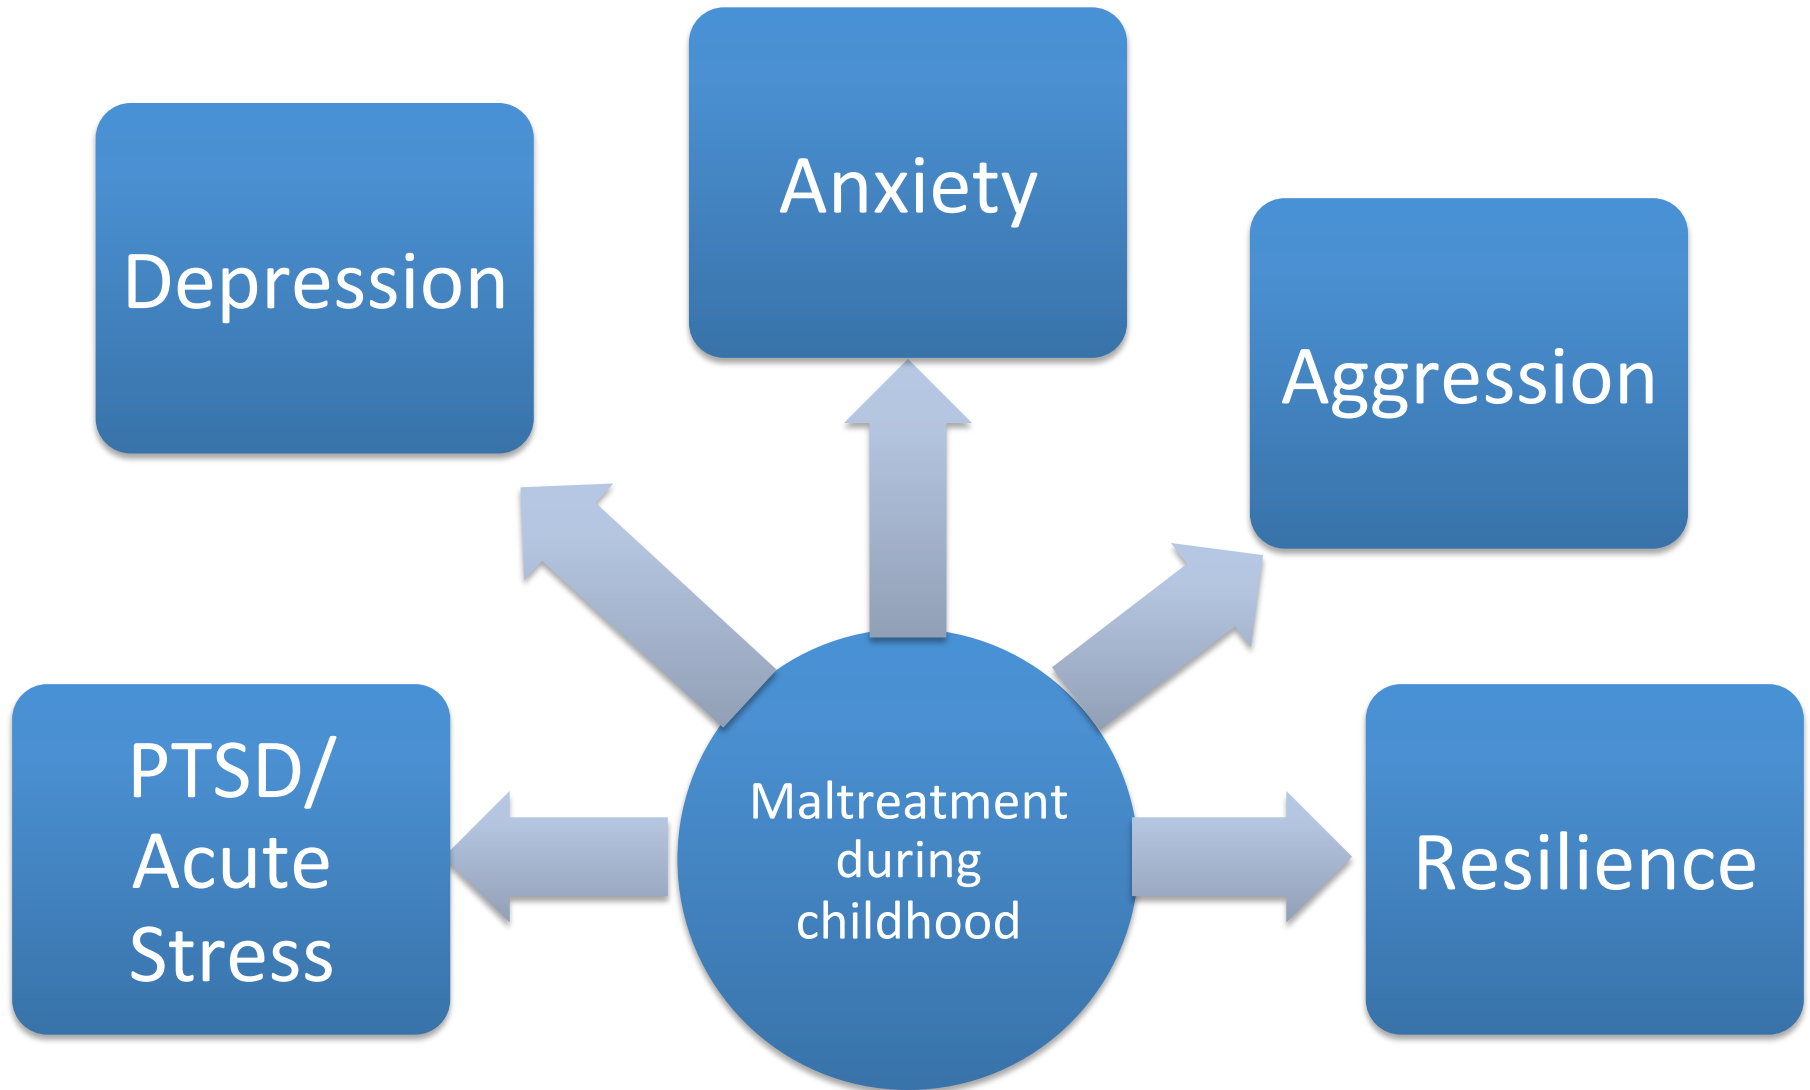 Anxiety
Depression
Aggression
PTSD/
Acute
Stress
Maltreatment
during
childhood
Resilience